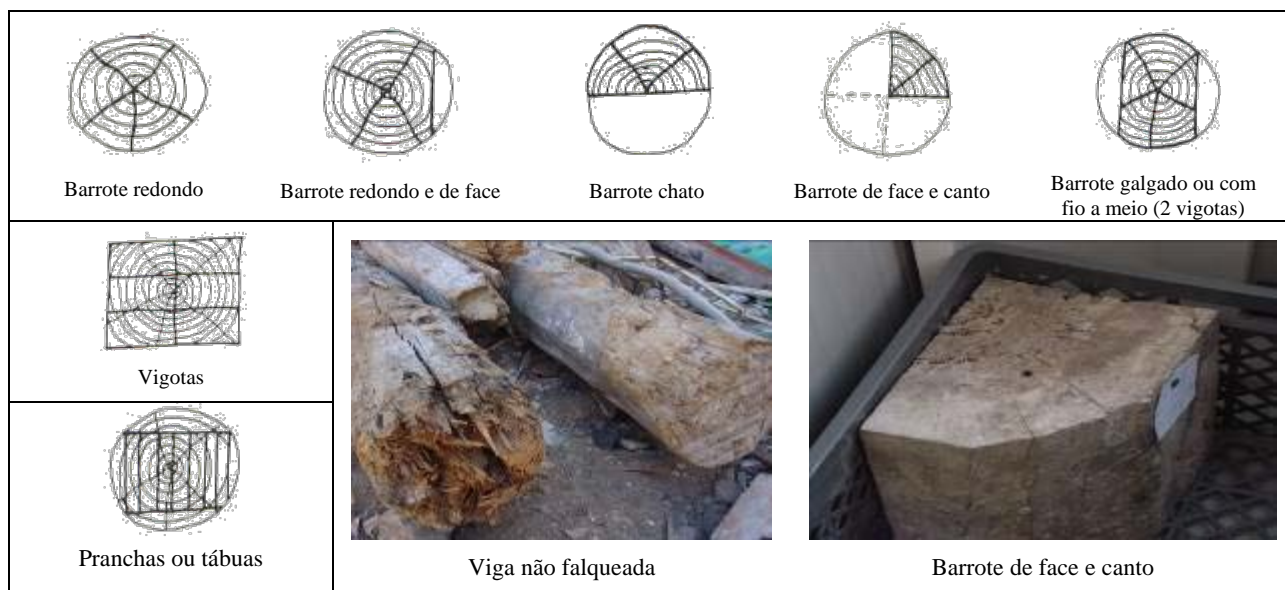 Barrote redondo
Barrote redondo e de face
Barrote chato
Barrote de face e canto
Barrote galgado ou com
fio a meio (2 vigotas)
Vigotas
Pranchas ou tábuas
Viga não falqueada
Barrote de face e canto